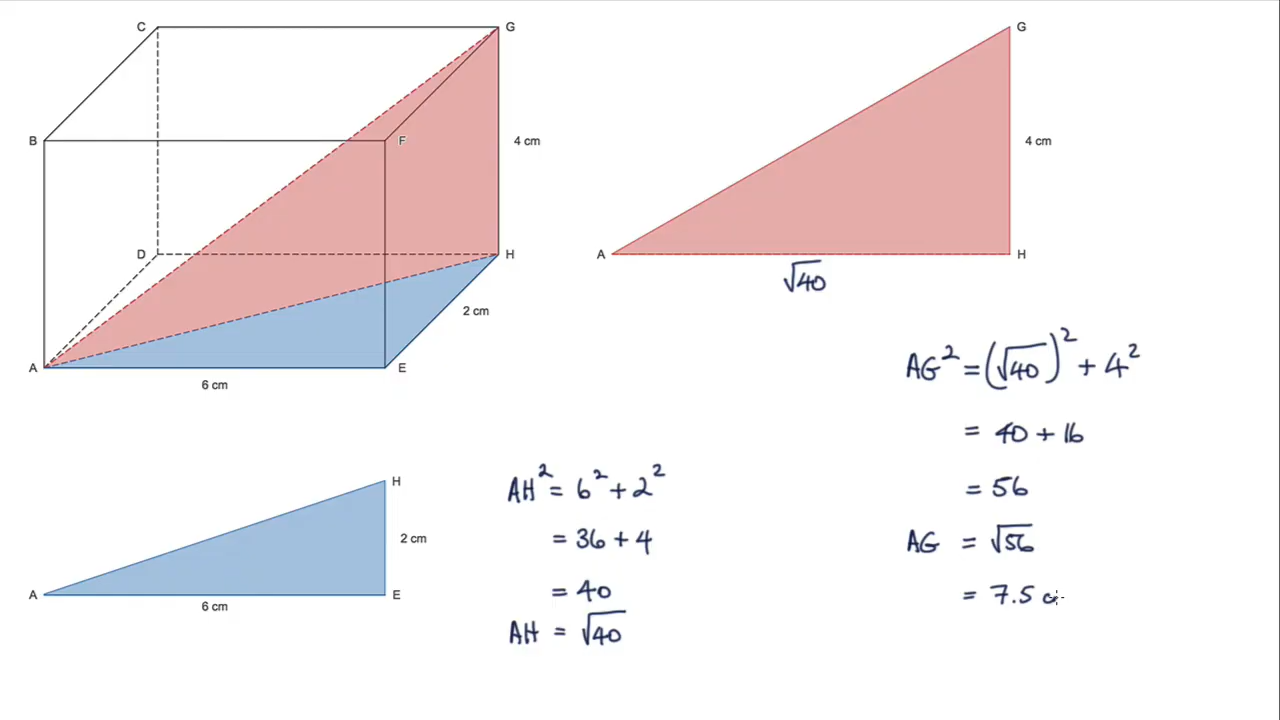 C
G
B
F
4 cm
D
H
2 cm
A
E
6 cm
G
4 cm
A
H
√40
H
2 cm
A
E
6 cm
AH² = 6² + 2²
= 36 + 4
= 40
AH = √40
AG² = (√40)² + 4²
= 40 + 16
= 56
AG = √56
= 7.5 c